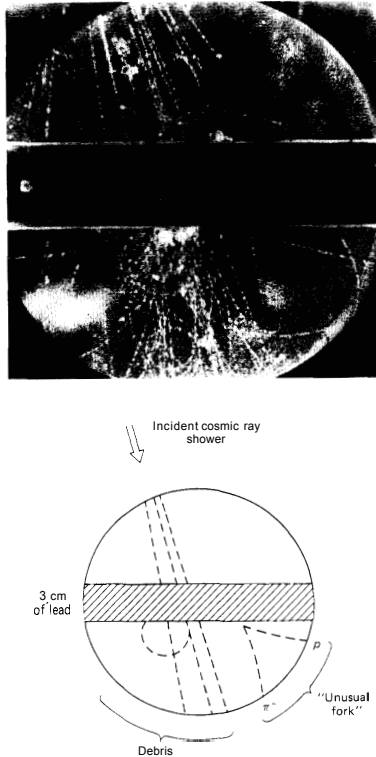 Incident cosmic ray
shower
3 cm
of lead
p
π⁻
"Unusual
fork"
Debris